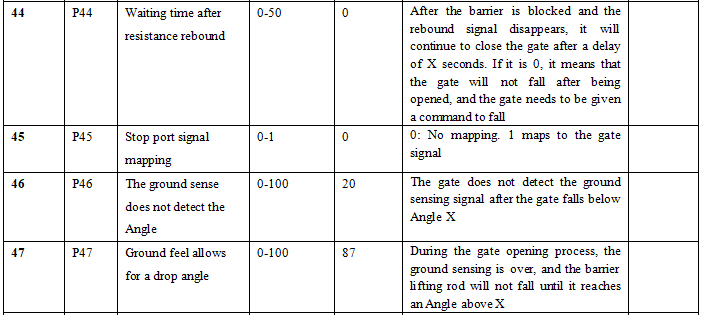 44 P44 Waiting time after 0-50 0 After the barrier is blocked and the
resistance rebound rebound signal disappears, it will
continue to close the gate after a delay
of X seconds. If it is 0, it means that
the gate will not fall after being
opened, and the gate needs to be given
a command to fall
45 P45 Stop port signal 0-1 0 0: No mapping. 1 maps to the gate
mapping signal
46 P46 The ground sense 0-100 20 The gate does not detect the ground
does not detect the sensing signal after the gate falls below
Angle Angle X
47 P47 Ground feel allows 0-100 87 During the gate opening process, the
for a drop angle ground sensing is over, and the barrier
lifting rod will not fall until it reaches
an Angle above X